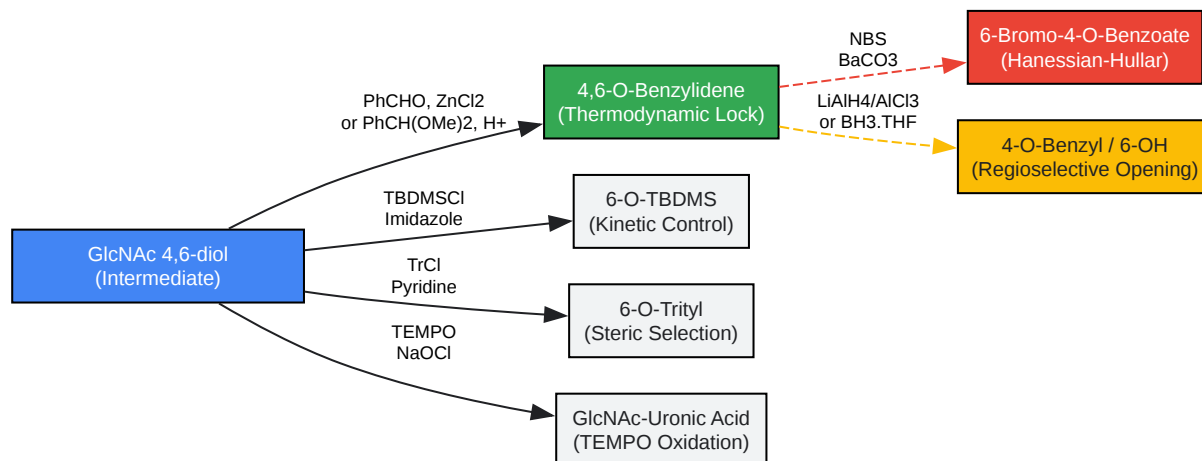 NBS
BaCO3
6-Bromo-4-O-Benzoate
(Hanessian-Hullar)
PhCHO, ZnCl2
or PhCH(OMe)2, H+
4,6-O-Benzylidene
(Thermodynamic Lock)
LiAlH4/AlCl3
or BH3.THF
4-O-Benzyl / 6-OH
(Regioselective Opening)
TBDMSCl
Imidazole
6-O-TBDMS
(Kinetic Control)
GlcNAc 4,6-diol
(Intermediate)
TrCl
Pyridine
6-O-Trityl
(Steric Selection)
TEMPO
NaOCl
GlcNAc-Uronic Acid
(TEMPO Oxidation)